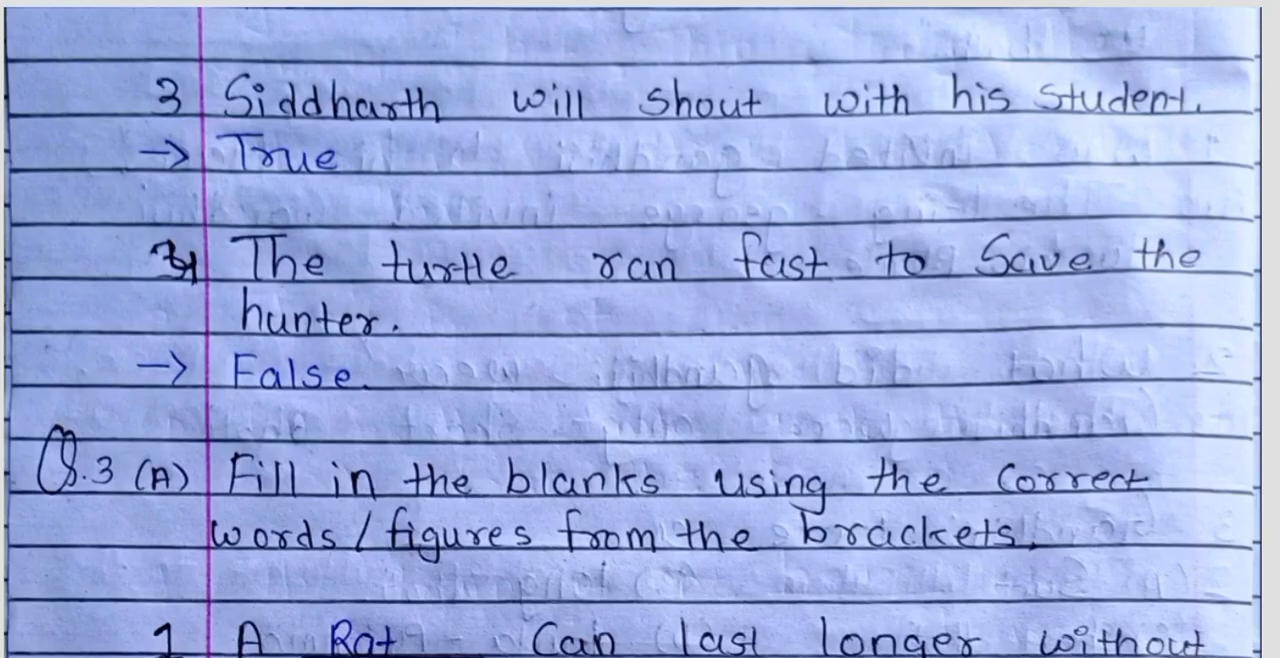 3 Siddharth will shout with his student.
→ True
The turtle ran fast to Save the
hunter.
→ False.
Q.3 (A) Fill in the blanks using the correct
words / figures from the brackets.
1 A Rat Can last longer without